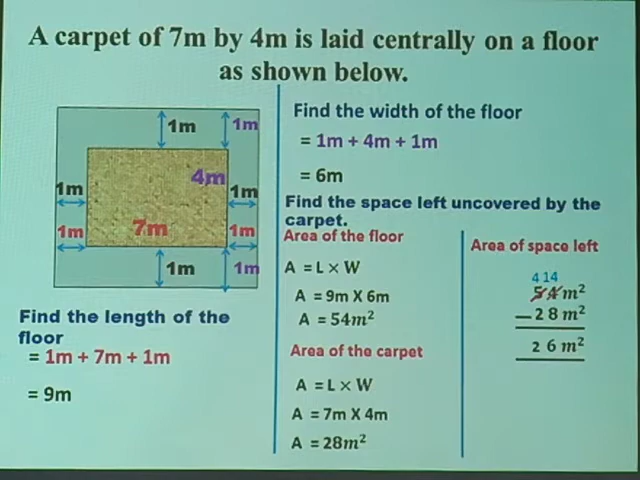 A carpet of 7m by 4m is laid centrally on a floor
as shown below.
1m
1m
4m
1m
1m
1m
7m
1m
1m
1m
Find the length of the
floor
= 1m + 7m + 1m
= 9m
Find the width of the floor
= 1m + 4m + 1m
= 6m
Find the space left uncovered by the
carpet.
Area of the floor
A = L × W
A = 9m X 6m
A = 54m²
Area of the carpet
A = L × W
A = 7m X 4m
A = 28m²
Area of space left
4 14
54 m²
— 2 8 m²
2 6 m²